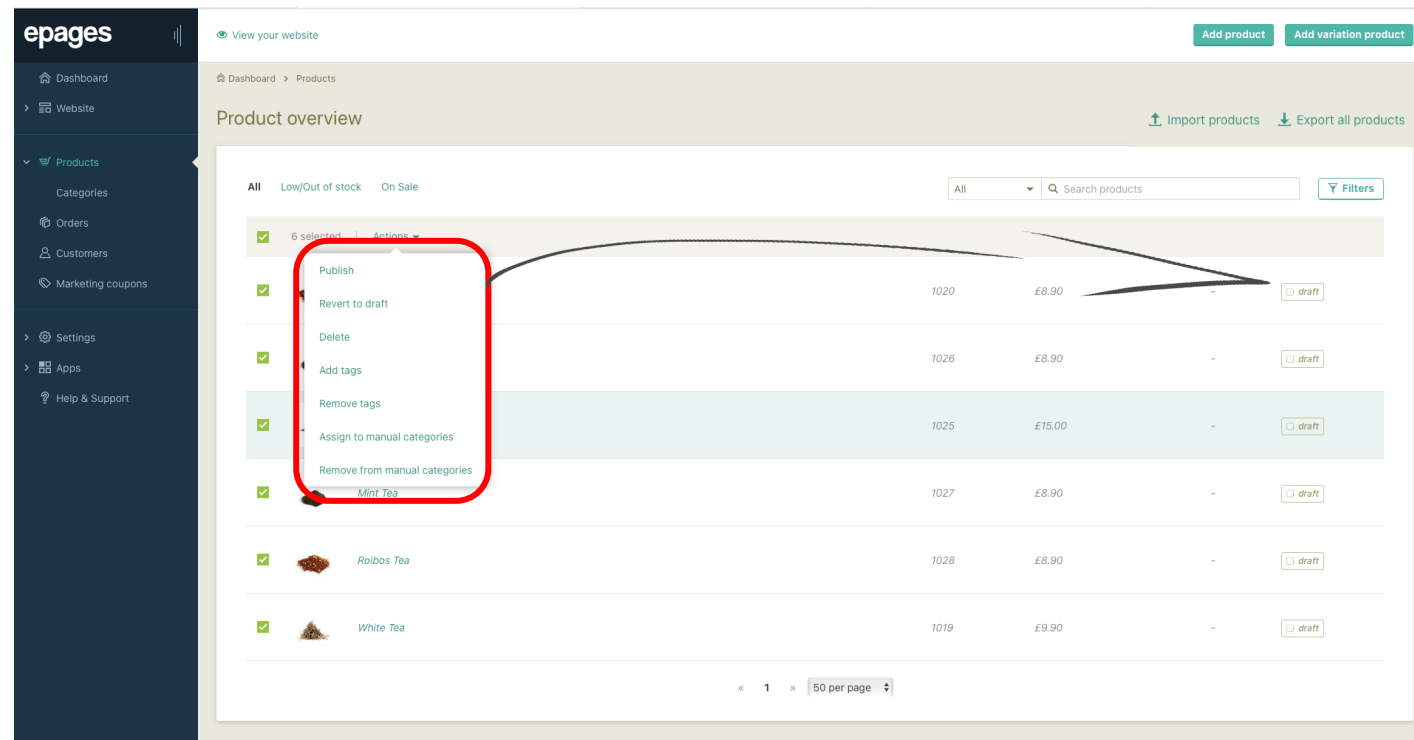 epages
View your website
Add product
Add variation product
Dashboard
Website
Products
Categories
Orders
Customers
Marketing coupons
Settings
Apps
Help & Support
Dashboard > Products
Product overview
Import products
Export all products
All Low/Out of stock On Sale
All
Search products
Filters
6 selected | Actions
Publish
Revert to draft
Delete
Add tags
Remove tags
Assign to manual categories
Remove from manual categories
1020 £8.90 - draft
1026 £8.90 - draft
1025 £15.00 - draft
Mint Tea 1027 £8.90 - draft
Roibos Tea 1028 £8.90 - draft
White Tea 1019 £9.90 - draft
« 1 » 50 per page